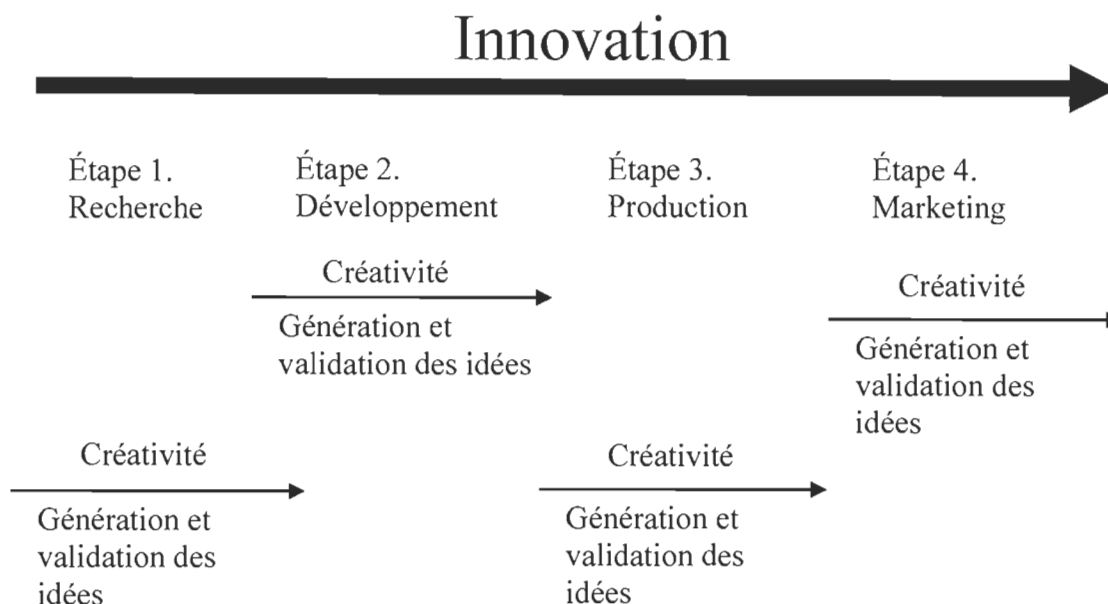 Innovation
Étape 1.
Recherche
Étape 2.
Développement
Étape 3.
Production
Étape 4.
Marketing
Créativité
Génération et
validation des idées
Créativité
Génération et
validation des
idées
Créativité
Génération et
validation des
idées
Créativité
Génération et
validation des
idées